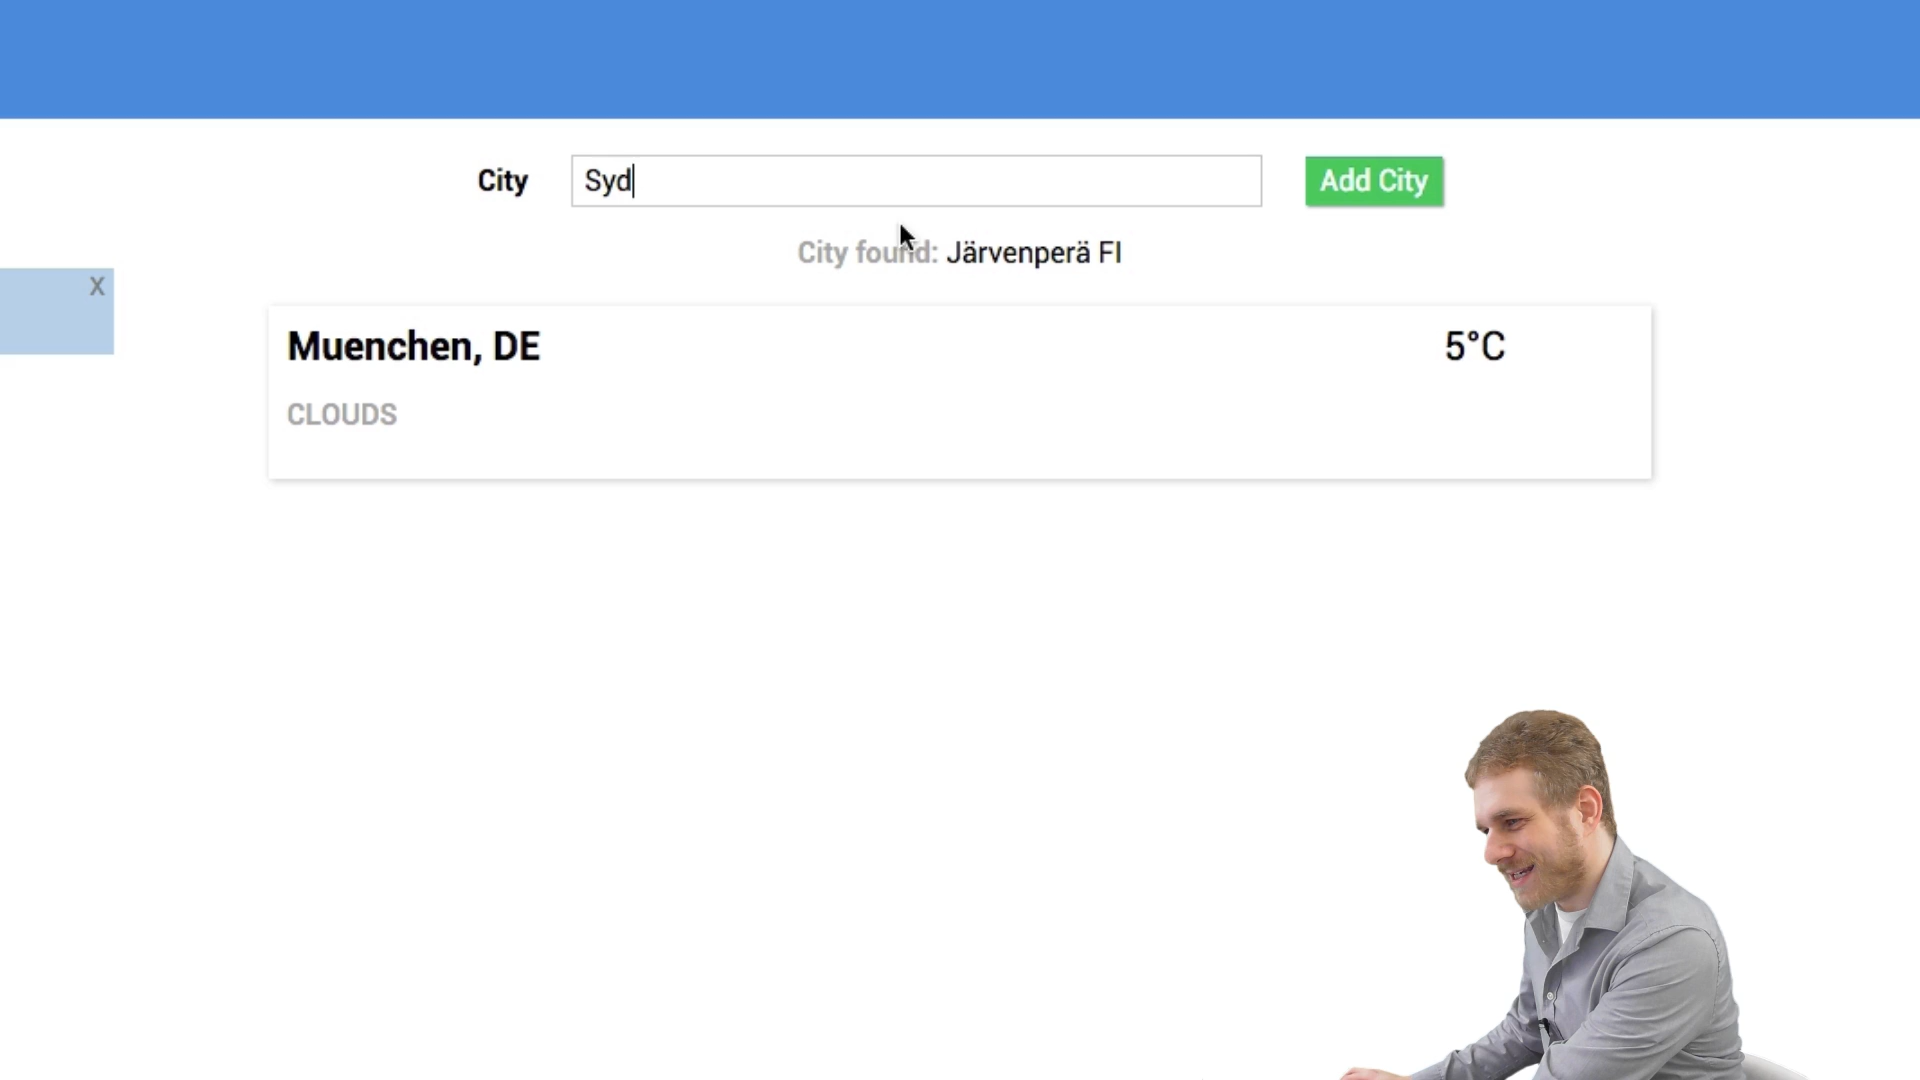 City Syd Add City
City found: Järvenperä FI
X
Muenchen, DE 5°C
CLOUDS